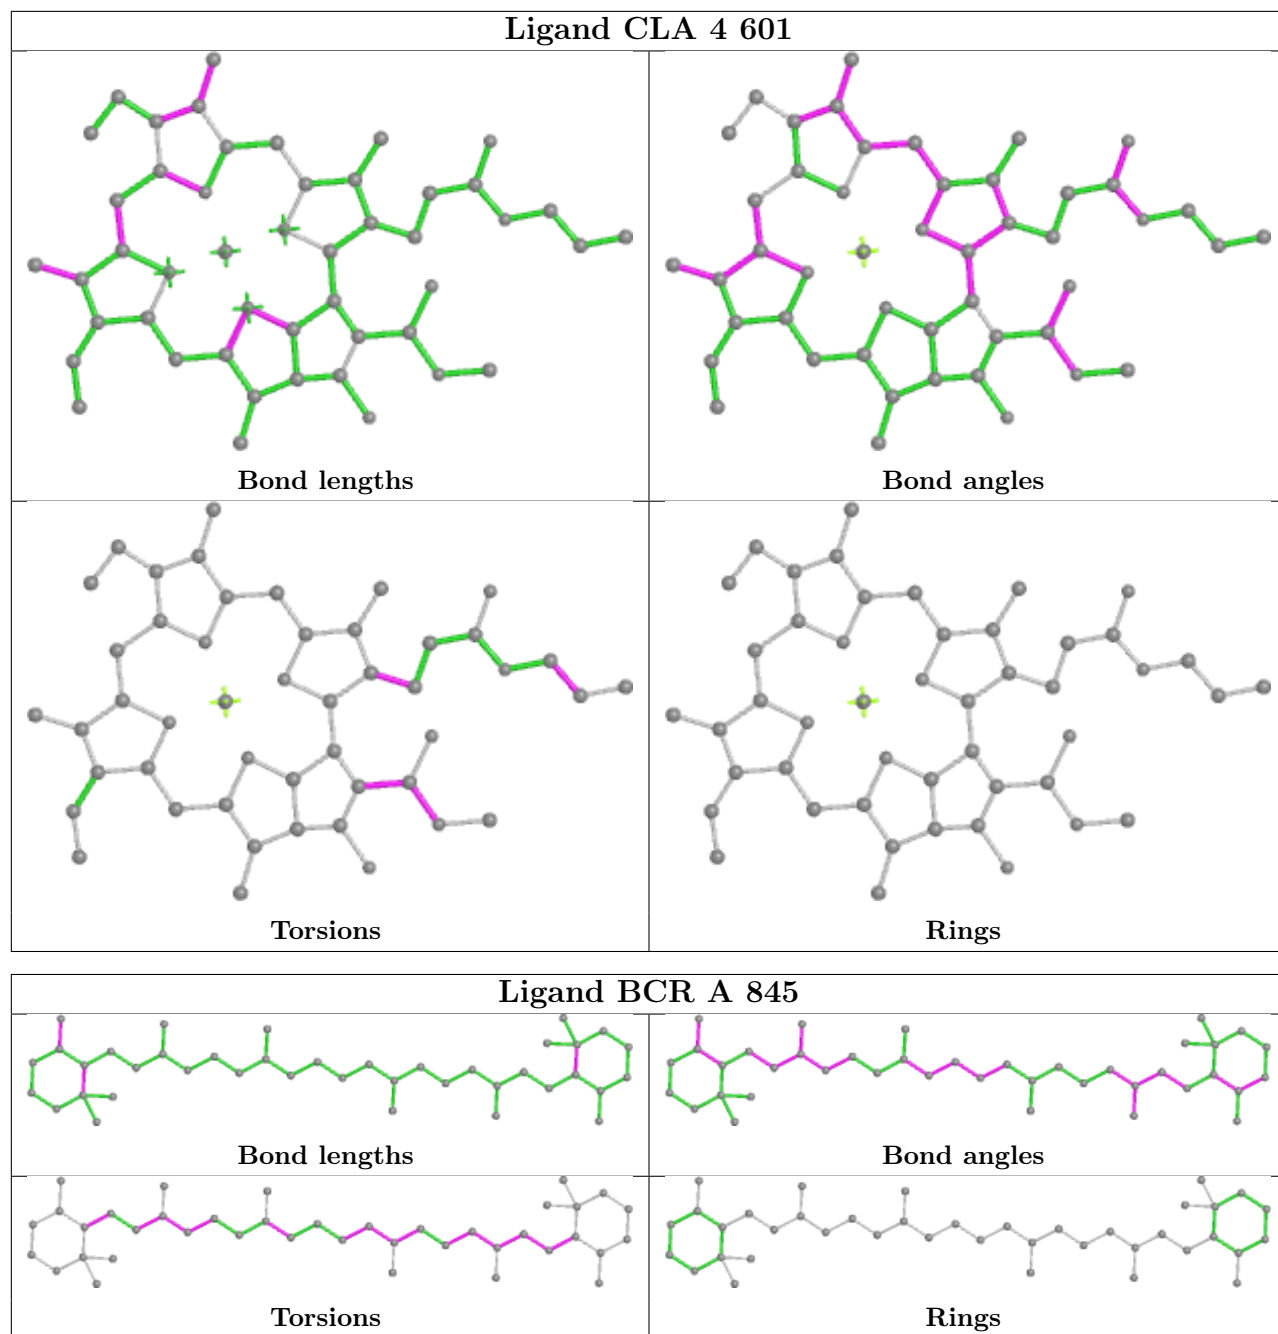 Ligand CLA 4 601
Bond lengths
Bond angles
Torsions
Rings
Ligand BCR A 845
Bond lengths
Bond angles
Torsions
Rings